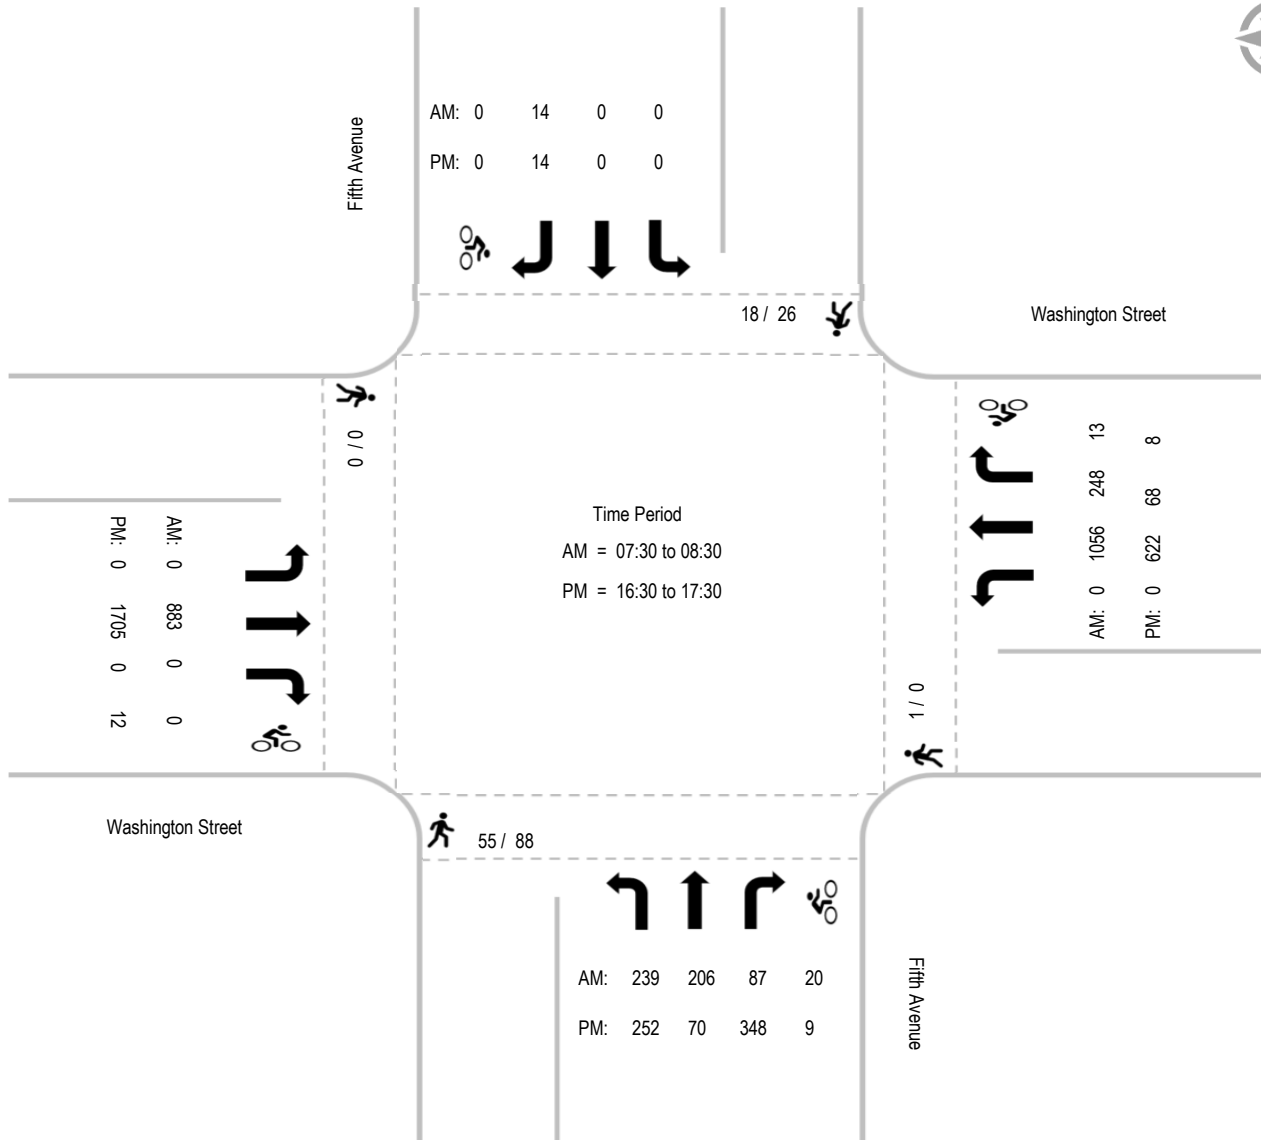 Fifth Avenue
AM: 0 14 0 0
PM: 0 14 0 0
18 / 26
Washington Street
0 / 0
Time Period
AM = 07:30 to 08:30
PM = 16:30 to 17:30
AM: 0 1056 248 13
PM: 0 622 68 8
AM: 0 883 0 0
PM: 0 1705 0 12
1 / 0
Washington Street
55 / 88
AM: 239 206 87 20
PM: 252 70 348 9
Fifth Avenue